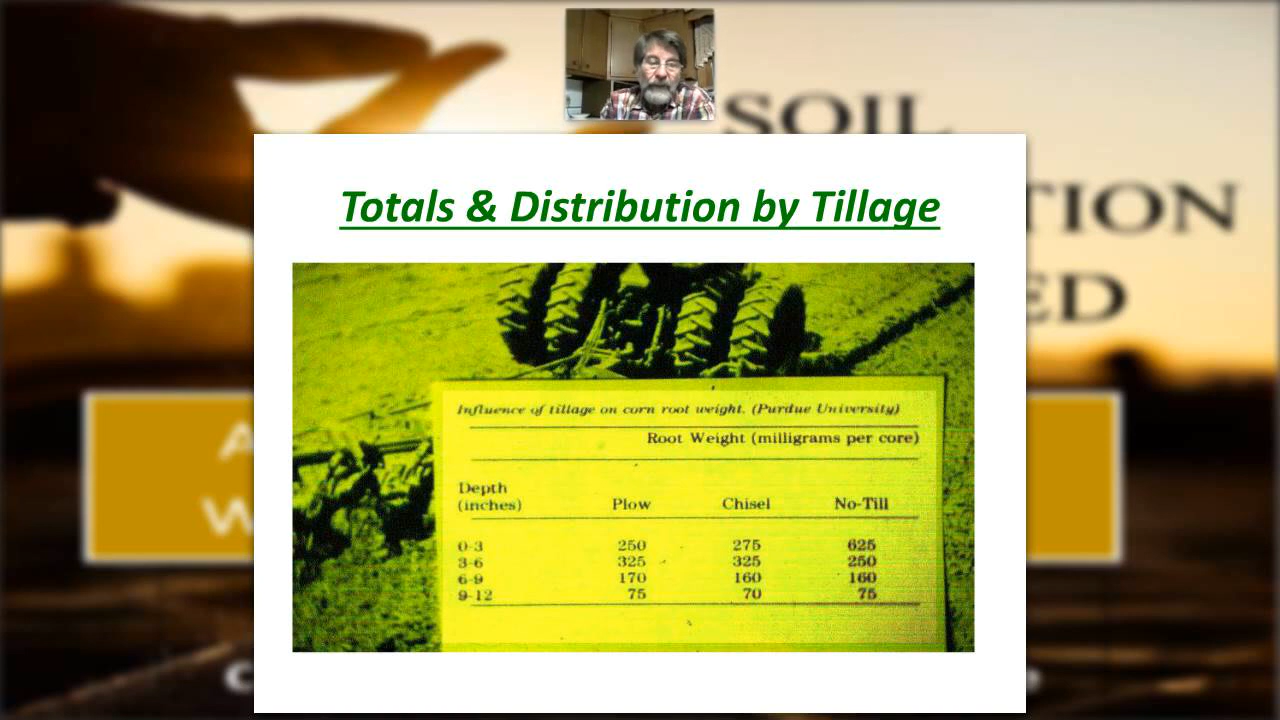 SOIL
TION
ED
Totals & Distribution by Tillage
Influence of tillage on corn root weight. (Purdue University)
Root Weight (milligrams per core)
Depth
(inches) Plow Chisel No-Till
0-3 250 275 625
3-6 325 325 250
6-9 170 160 160
9-12 75 70 75
A
W
C